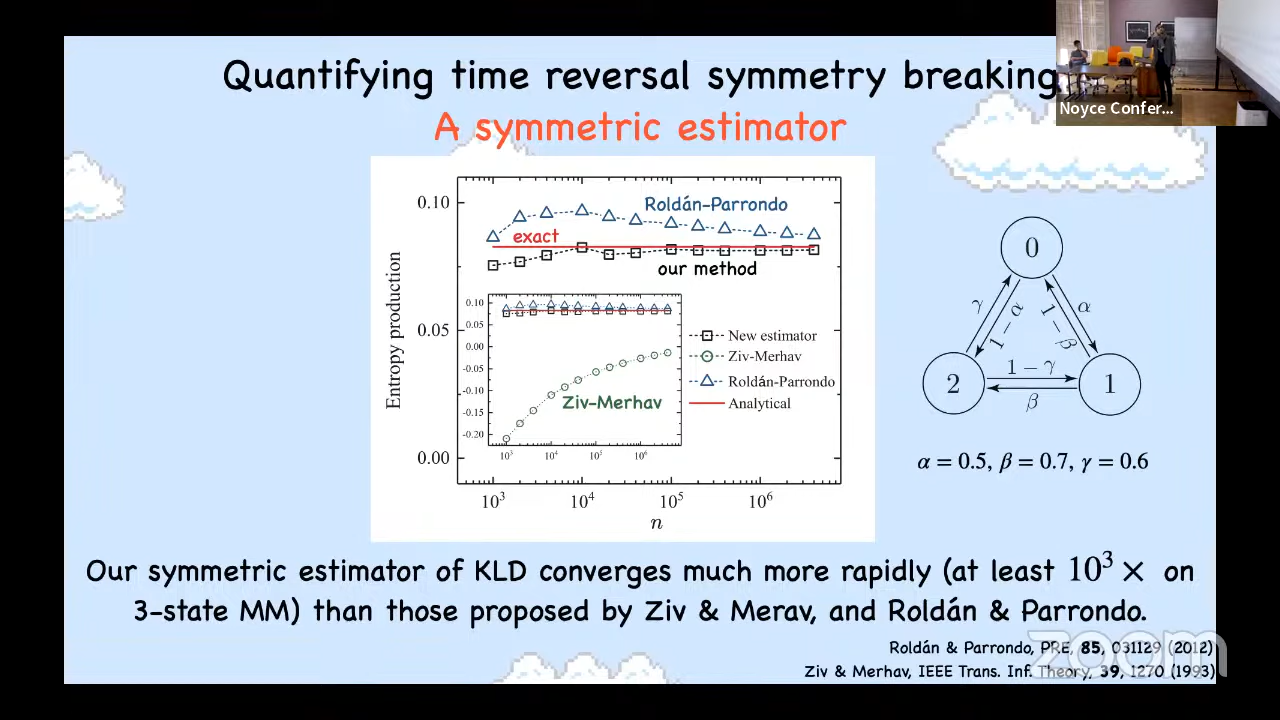 Quantifying time reversal symmetry breaking
A symmetric estimator
Noyce Confer...
0.10
0.05
0.00
Entropy production
Roldán-Parrondo
exact
our method
0.10
0.05
0.00
-0.05
-0.10
-0.15
-0.20
10³ 10⁴ 10⁵ 10⁶
Ziv-Merhav
New estimator
Ziv-Merhav
Roldán-Parrondo
Analytical
10³ 10⁴ 10⁵ 10⁶
n
0
γ
1 − α
1 − β
α
2
1 − γ
1
β
α = 0.5, β = 0.7, γ = 0.6
Our symmetric estimator of KLD converges much more rapidly (at least 10³ × on
3-state MM) than those proposed by Ziv & Merav, and Roldán & Parrondo.
Roldán & Parrondo, PRE, 85, 031129 (2012)
Ziv & Merhav, IEEE Trans. Inf. Theory, 39, 1270 (1993)
zoom